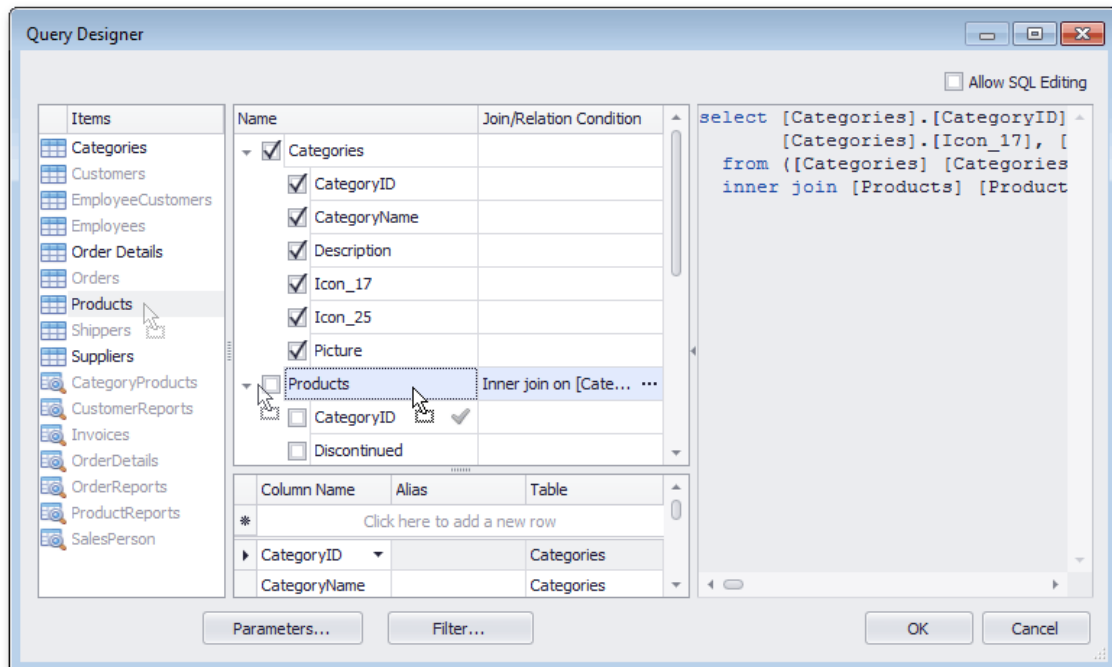 Query Designer
Allow SQL Editing
Items
Categories
Customers
EmployeeCustomers
Employees
Order Details
Orders
Products
Shippers
Suppliers
CategoryProducts
CustomerReports
Invoices
OrderDetails
OrderReports
ProductReports
SalesPerson
Name Join/Relation Condition
Categories
CategoryID
CategoryName
Description
Icon_17
Icon_25
Picture
Products Inner join on [Cate... ...
CategoryID
Discontinued
Column Name Alias Table
Click here to add a new row
CategoryID Categories
CategoryName Categories
select [Categories].[CategoryID]
[Categories].[Icon_17], [
from ([Categories] [Categories
inner join [Products] [Product
Parameters... Filter... OK Cancel